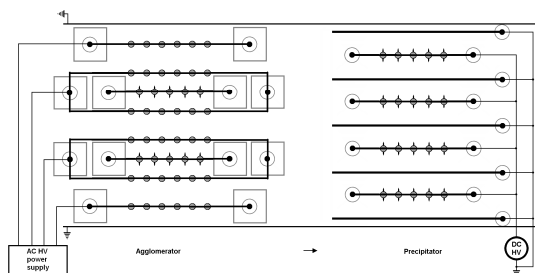 AC HV
power
supply
Agglomerator
Precipitator
DC
HV